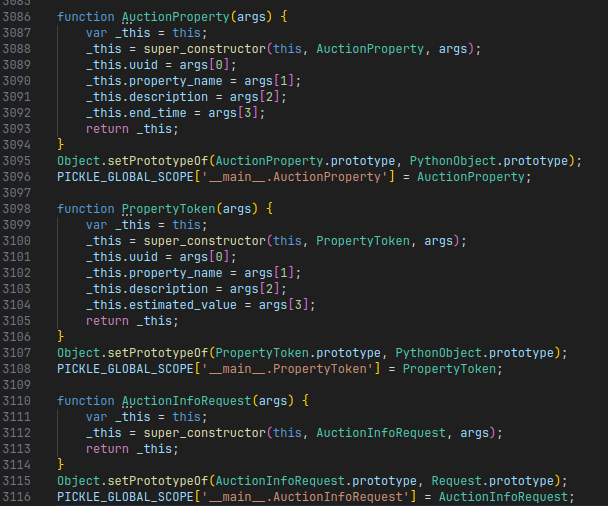 3086 function AuctionProperty(args) {
3087     var _this = this;
3088     _this = super_constructor(this, AuctionProperty, args);
3089     _this.uuid = args[0];
3090     _this.property_name = args[1];
3091     _this.description = args[2];
3092     _this.end_time = args[3];
3093     return _this;
3094 }
3095 Object.setPrototypeOf(AuctionProperty.prototype, PythonObject.prototype);
3096 PICKLE_GLOBAL_SCOPE['__main__.AuctionProperty'] = AuctionProperty;
3097
3098 function PropertyToken(args) {
3099     var _this = this;
3100     _this = super_constructor(this, PropertyToken, args);
3101     _this.uuid = args[0];
3102     _this.property_name = args[1];
3103     _this.description = args[2];
3104     _this.estimated_value = args[3];
3105     return _this;
3106 }
3107 Object.setPrototypeOf(PropertyToken.prototype, PythonObject.prototype);
3108 PICKLE_GLOBAL_SCOPE['__main__.PropertyToken'] = PropertyToken;
3109
3110 function AuctionInfoRequest(args) {
3111     var _this = this;
3112     _this = super_constructor(this, AuctionInfoRequest, args);
3113     return _this;
3114 }
3115 Object.setPrototypeOf(AuctionInfoRequest.prototype, Request.prototype);
3116 PICKLE_GLOBAL_SCOPE['__main__.AuctionInfoRequest'] = AuctionInfoRequest;